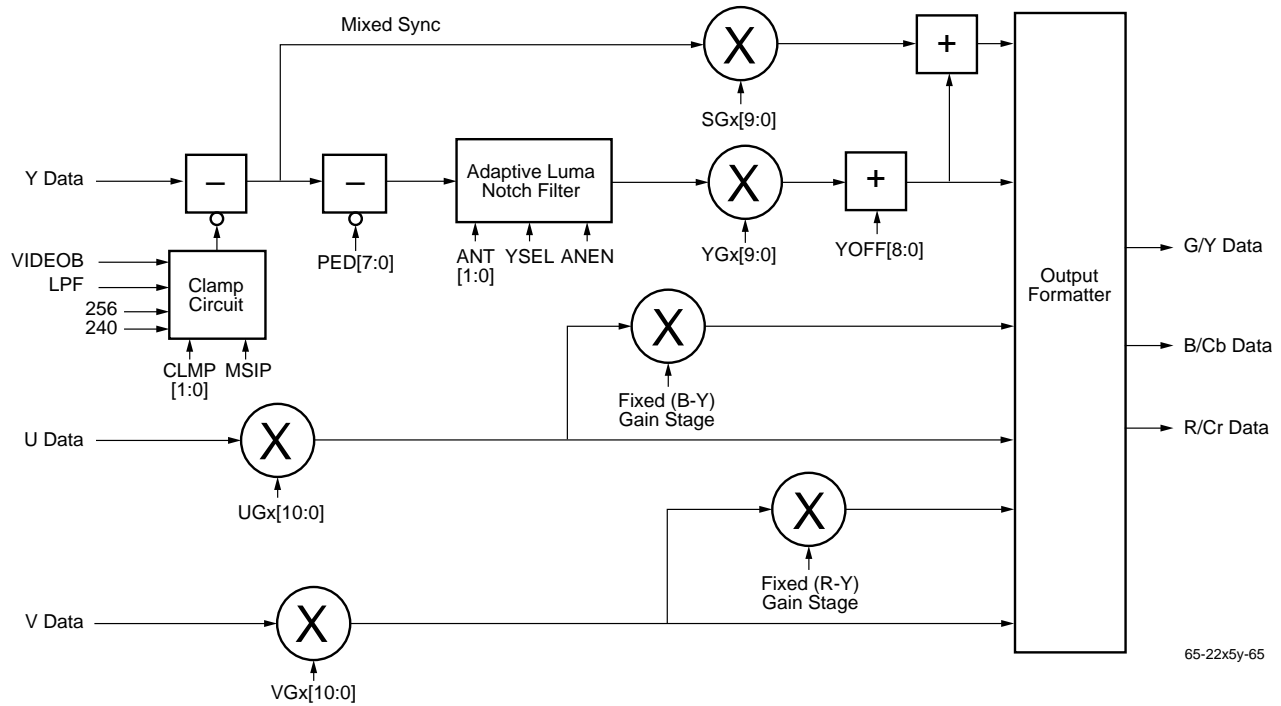 Mixed Sync
X
+
SGx[9:0]
Y Data
–
–
Adaptive Luma
Notch Filter
X
+
VIDEOB
LPF
256
240
Clamp
Circuit
PED[7:0]
ANT
[1:0]
YSEL
ANEN
YGx[9:0]
YOFF[8:0]
CLMP
[1:0]
MSIP
Output
Formatter
G/Y Data
B/Cb Data
R/Cr Data
X
Fixed (B-Y)
Gain Stage
U Data
X
UGx[10:0]
X
Fixed (R-Y)
Gain Stage
V Data
X
VGx[10:0]
65-22x5y-65